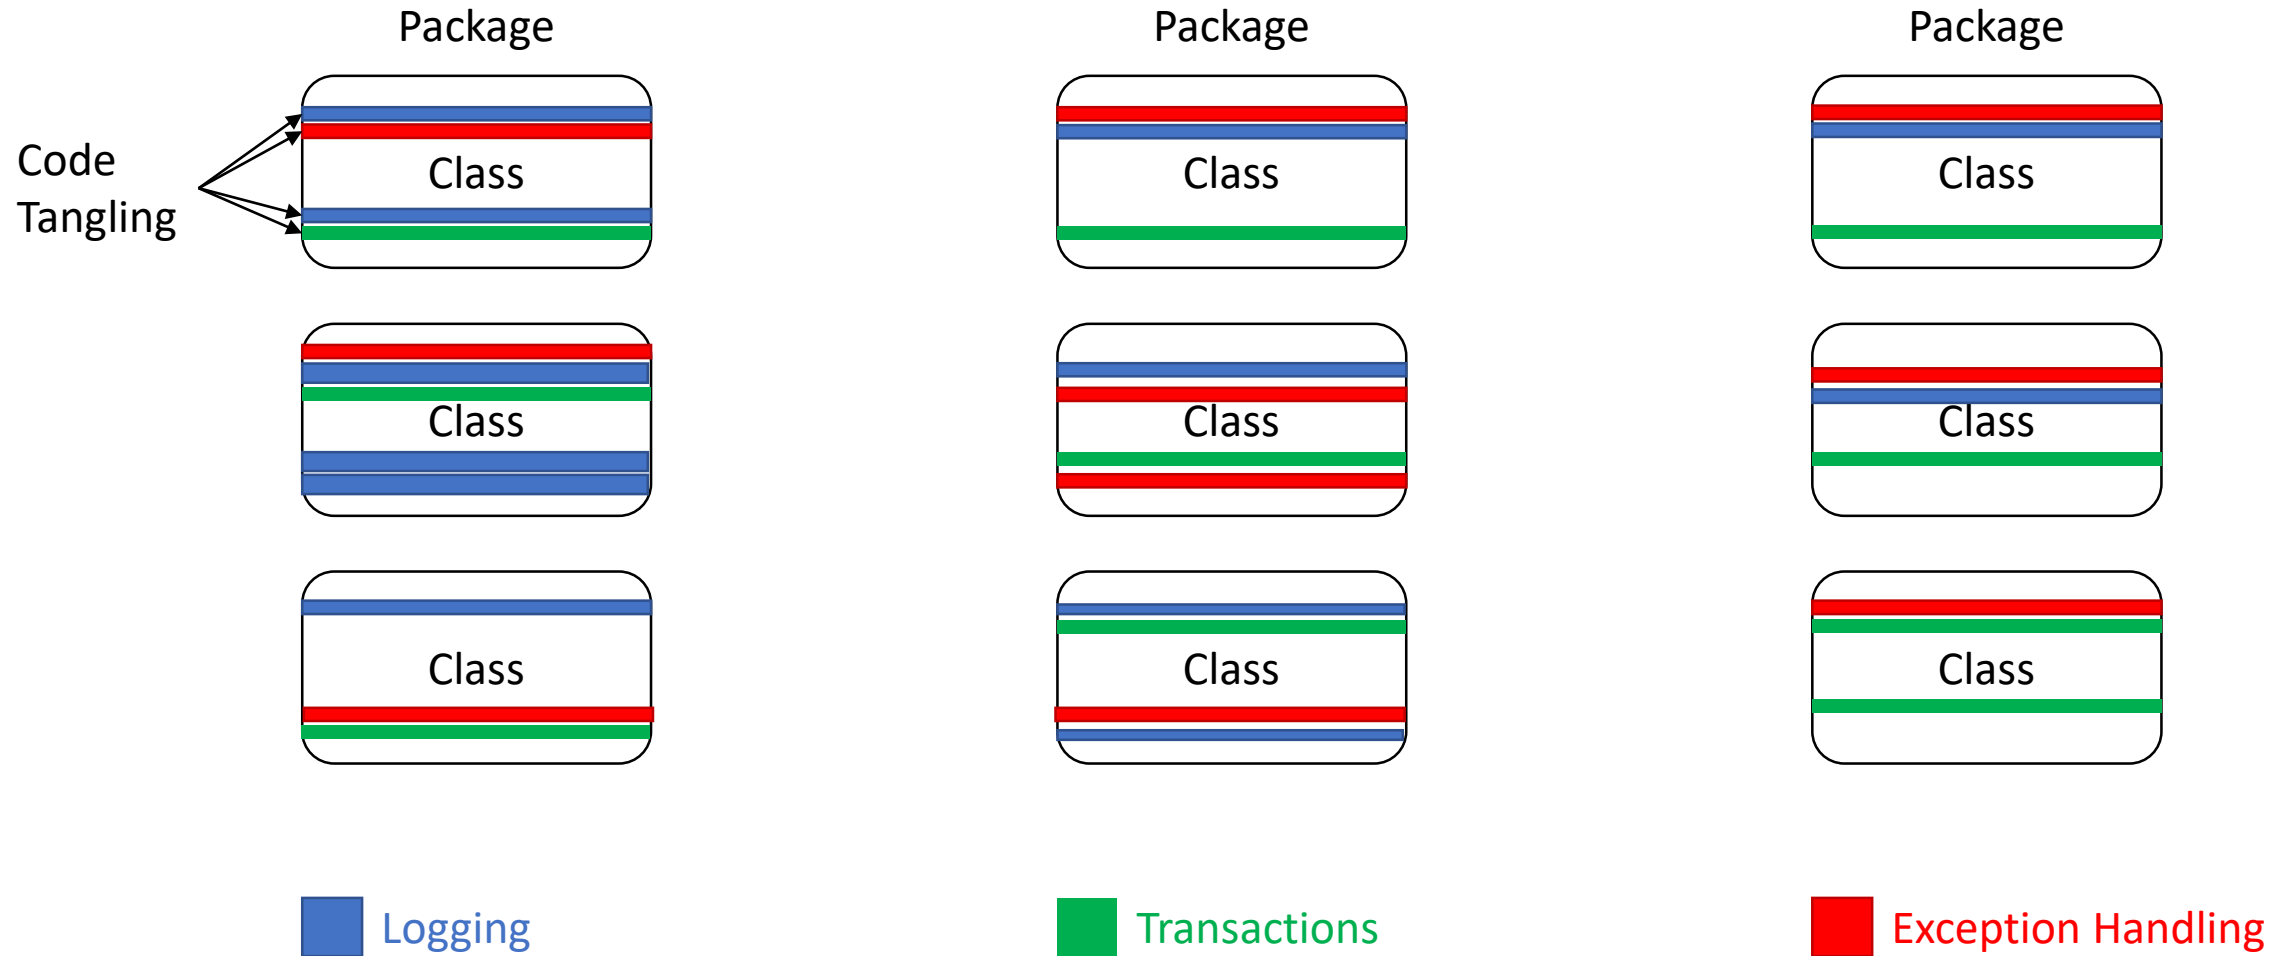 Package
Package
Package
Code
Tangling
Class
Class
Class
Class
Class
Class
Class
Class
Class
Logging
Transactions
Exception Handling